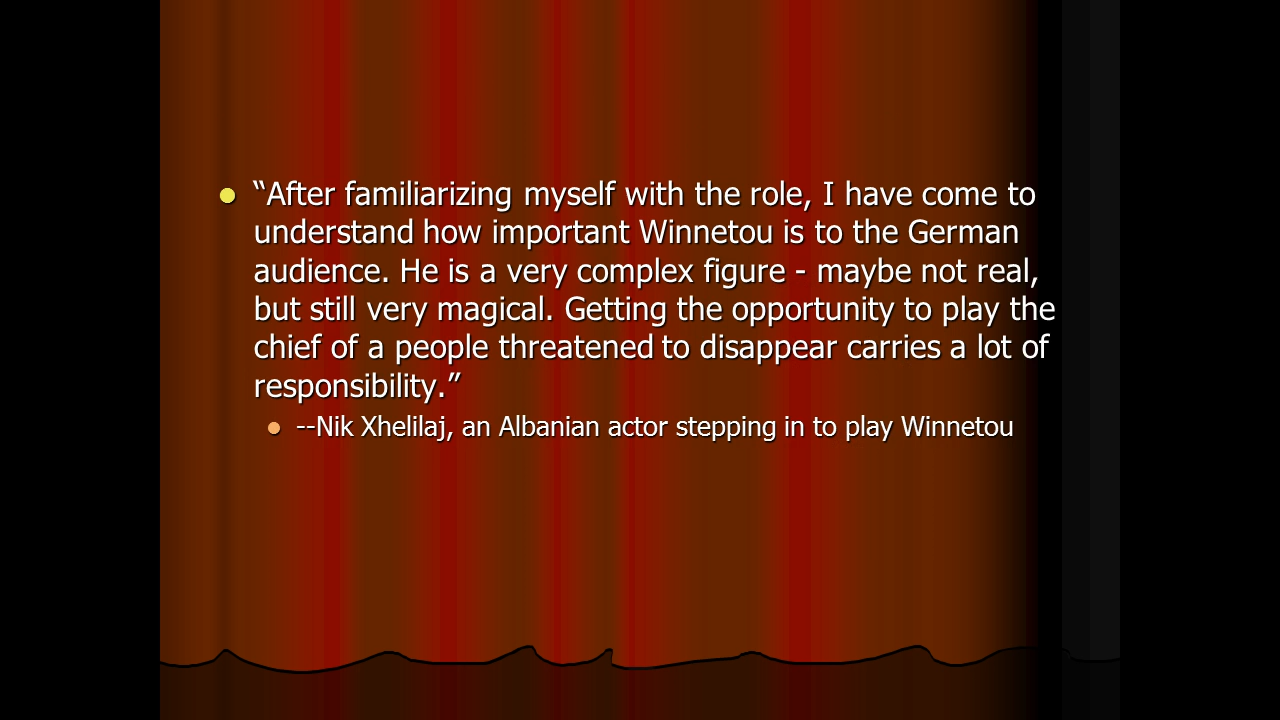 “After familiarizing myself with the role, I have come to
understand how important Winnetou is to the German
audience. He is a very complex figure - maybe not real,
but still very magical. Getting the opportunity to play the
chief of a people threatened to disappear carries a lot of
responsibility.”
--Nik Xhelilaj, an Albanian actor stepping in to play Winnetou